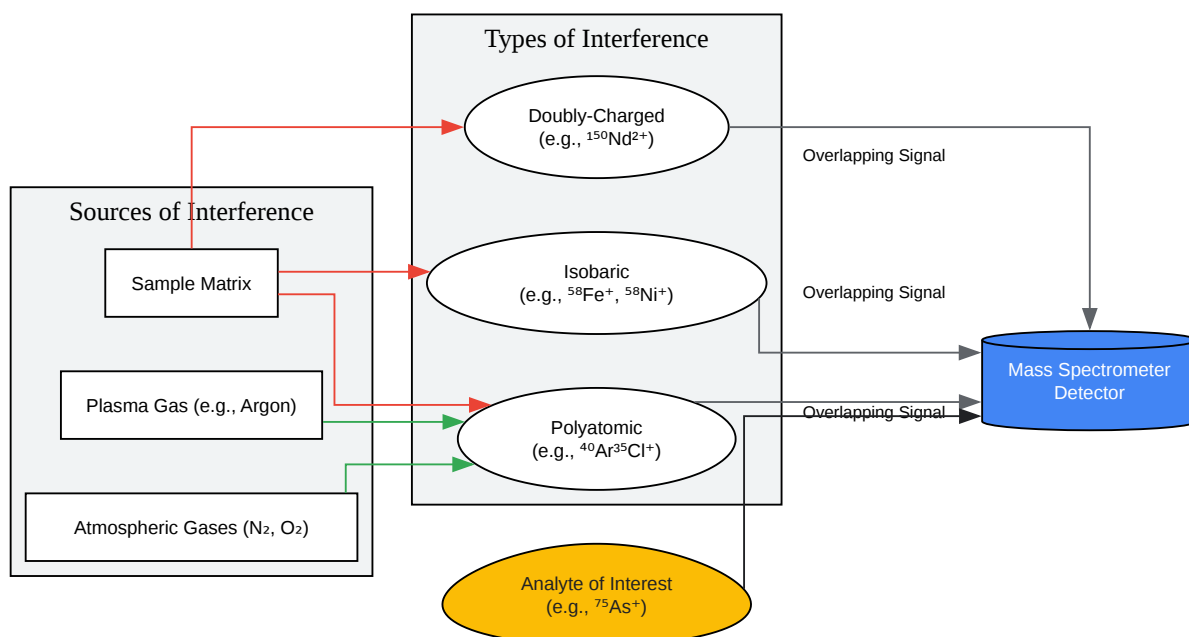 Types of Interference
Doubly-Charged
(e.g., ¹⁵⁰Nd²⁺)
Overlapping Signal
Sources of Interference
Sample Matrix
Isobaric
(e.g., ⁵⁸Fe⁺, ⁵⁸Ni⁺)
Overlapping Signal
Mass Spectrometer
Detector
Plasma Gas (e.g., Argon)
Polyatomic
(e.g., ⁴⁰Ar³⁵Cl⁺)
Overlapping Signal
Atmospheric Gases (N₂, O₂)
Analyte of Interest
(e.g., ⁷⁵As⁺)